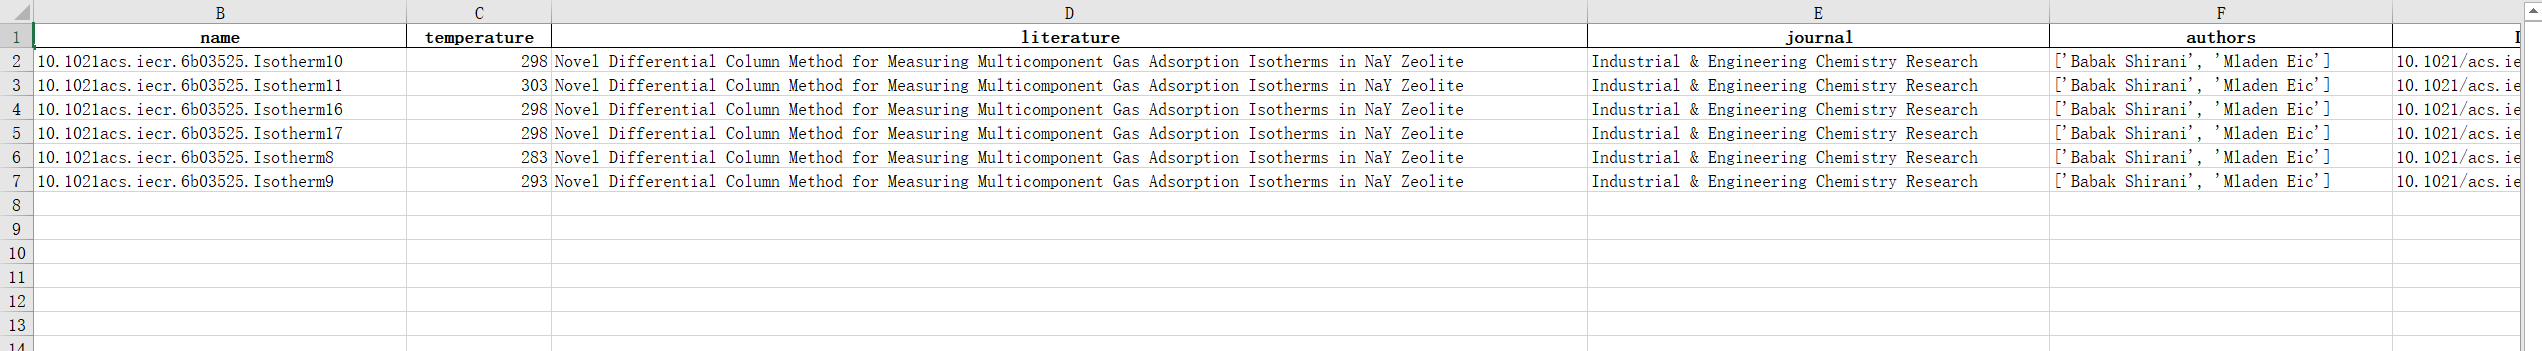 B C D E F
1 name temperature literature journal authors
2 10.1021acs.iecr.6b03525.Isotherm10 298 Novel Differential Column Method for Measuring Multicomponent Gas Adsorption Isotherms in NaY Zeolite Industrial & Engineering Chemistry Research ['Babak Shirani', 'Mladen Eic'] 10.1021/acs.ie
3 10.1021acs.iecr.6b03525.Isotherm11 303 Novel Differential Column Method for Measuring Multicomponent Gas Adsorption Isotherms in NaY Zeolite Industrial & Engineering Chemistry Research ['Babak Shirani', 'Mladen Eic'] 10.1021/acs.ie
4 10.1021acs.iecr.6b03525.Isotherm16 298 Novel Differential Column Method for Measuring Multicomponent Gas Adsorption Isotherms in NaY Zeolite Industrial & Engineering Chemistry Research ['Babak Shirani', 'Mladen Eic'] 10.1021/acs.ie
5 10.1021acs.iecr.6b03525.Isotherm17 298 Novel Differential Column Method for Measuring Multicomponent Gas Adsorption Isotherms in NaY Zeolite Industrial & Engineering Chemistry Research ['Babak Shirani', 'Mladen Eic'] 10.1021/acs.ie
6 10.1021acs.iecr.6b03525.Isotherm8 283 Novel Differential Column Method for Measuring Multicomponent Gas Adsorption Isotherms in NaY Zeolite Industrial & Engineering Chemistry Research ['Babak Shirani', 'Mladen Eic'] 10.1021/acs.ie
7 10.1021acs.iecr.6b03525.Isotherm9 293 Novel Differential Column Method for Measuring Multicomponent Gas Adsorption Isotherms in NaY Zeolite Industrial & Engineering Chemistry Research ['Babak Shirani', 'Mladen Eic'] 10.1021/acs.ie
8
9
10
11
12
13
14